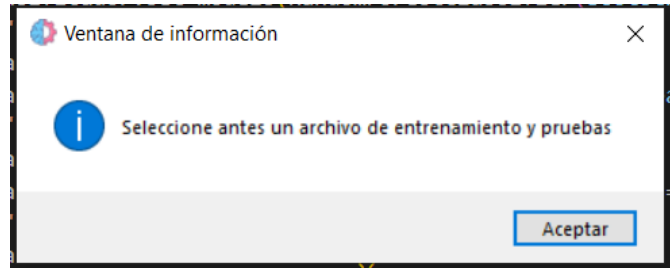 Ventana de información
Seleccione antes un archivo de entrenamiento y pruebas
Aceptar